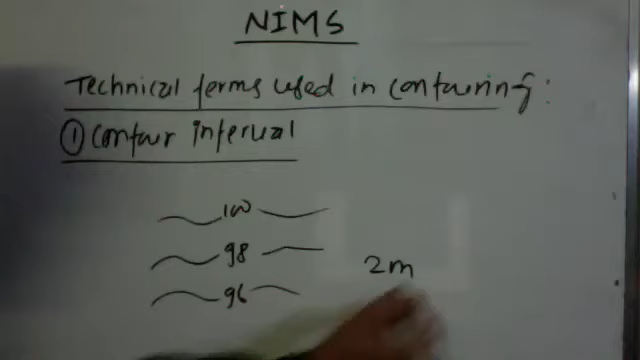 NIMS
Technical terms used in contouring:
① Contour interval
100
98
2m
96